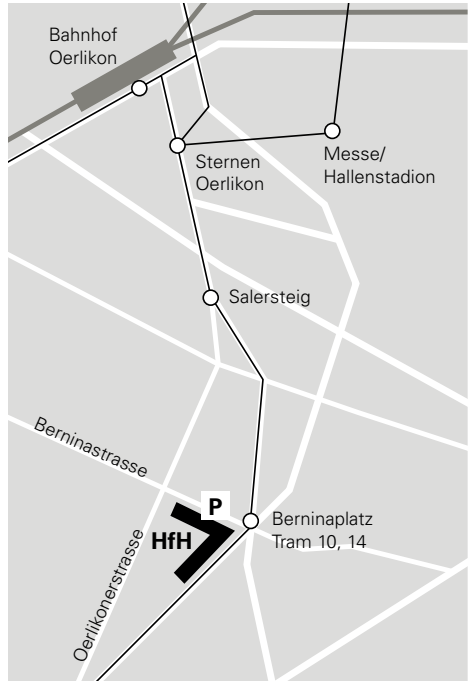 Bahnhof
Oerlikon
Sternen
Oerlikon
Messe/
Hallenstadion
Salersteig
Berninastrasse
P
HfH
Berninaplatz
Tram 10, 14
Oerlikonerstrasse